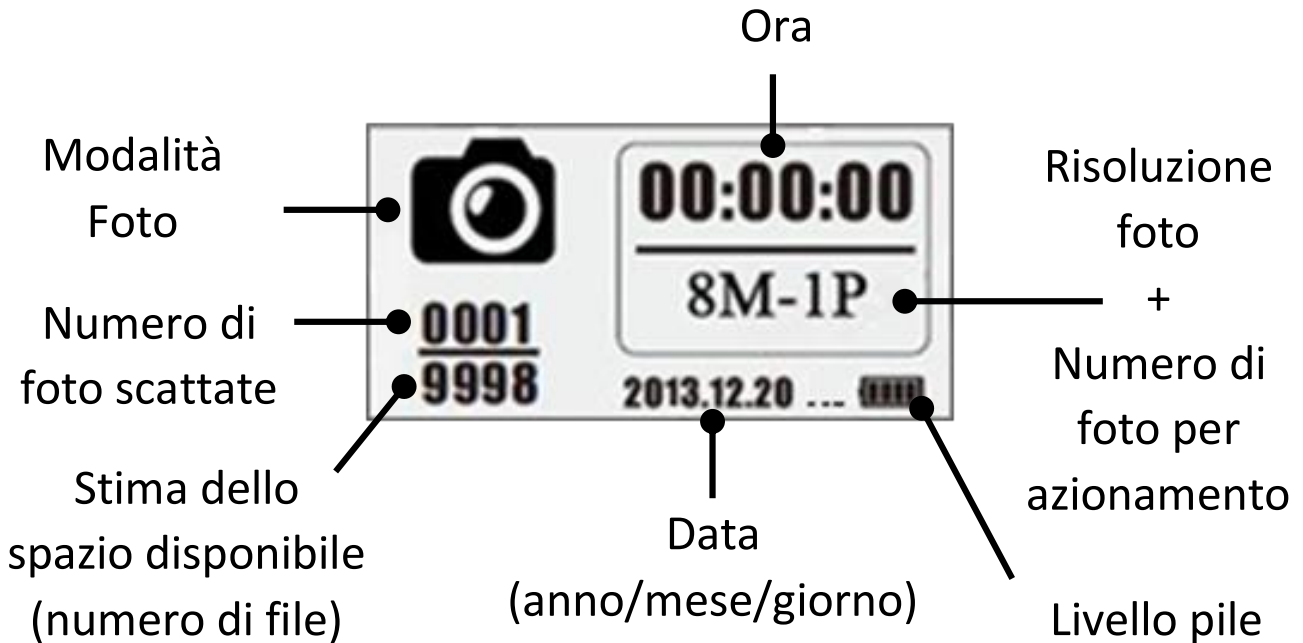 Ora
Modalità
Foto
00:00:00
Risoluzione
foto
+
Numero di
foto per
azionamento
8M-1P
Numero di
foto scattate
0001
9998
2013.12.20 ...
Stima dello
spazio disponibile
(numero di file)
Data
(anno/mese/giorno)
Livello pile